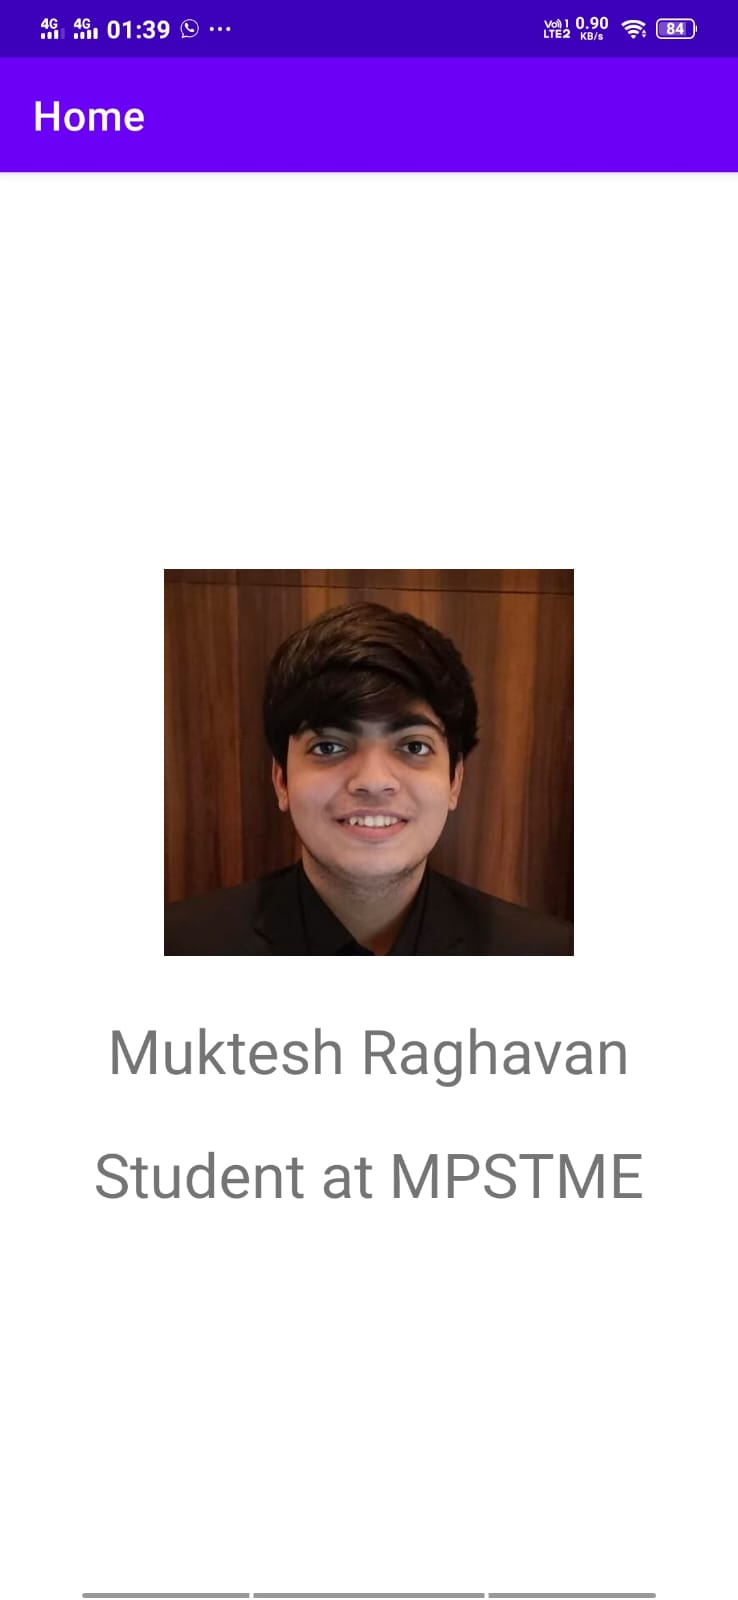 4G 4G 01:39 ...
Vo)) 1 0.90
LTE2 KB/s
84
Home
Muktesh Raghavan
Student at MPSTME